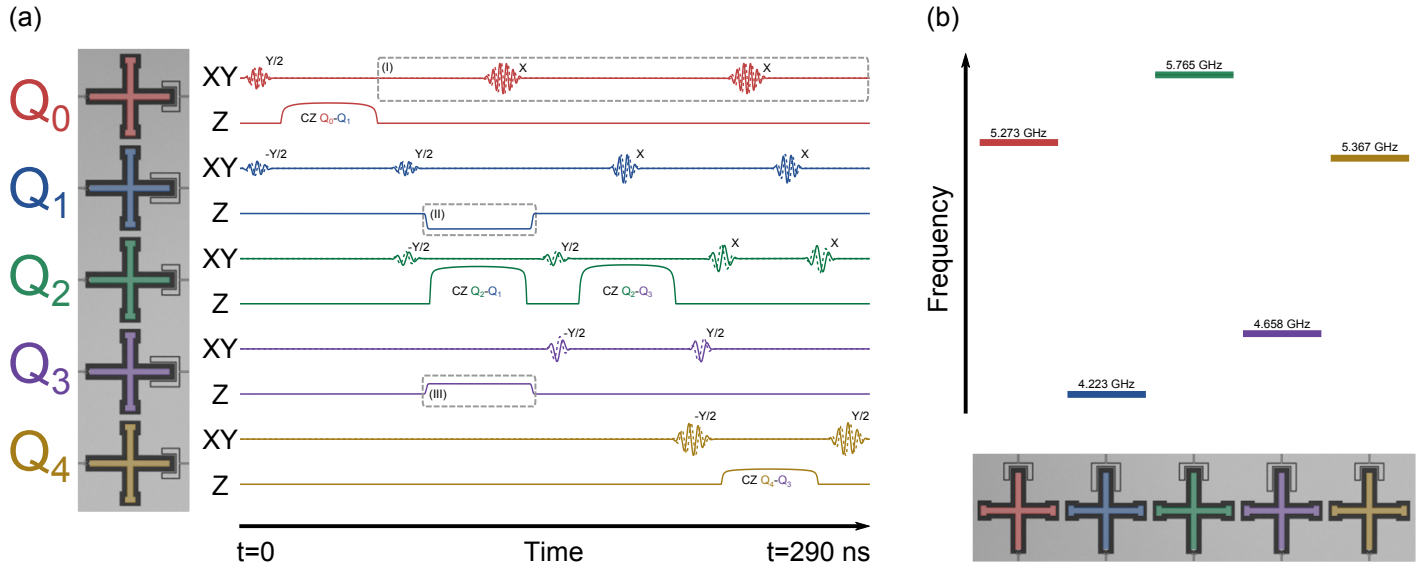 (a)
Q0
XY
Y/2
(I)
X
X
Z
CZ Q0-Q1
Q1
XY
-Y/2
Y/2
X
X
Z
(II)
Q2
XY
-Y/2
Y/2
X
X
Z
CZ Q2-Q1
CZ Q2-Q3
Q3
XY
-Y/2
Y/2
Z
(III)
Q4
XY
-Y/2
Y/2
Z
CZ Q4-Q3
t=0
Time
t=290 ns
(b)
Frequency
5.273 GHz
4.223 GHz
5.765 GHz
4.658 GHz
5.367 GHz